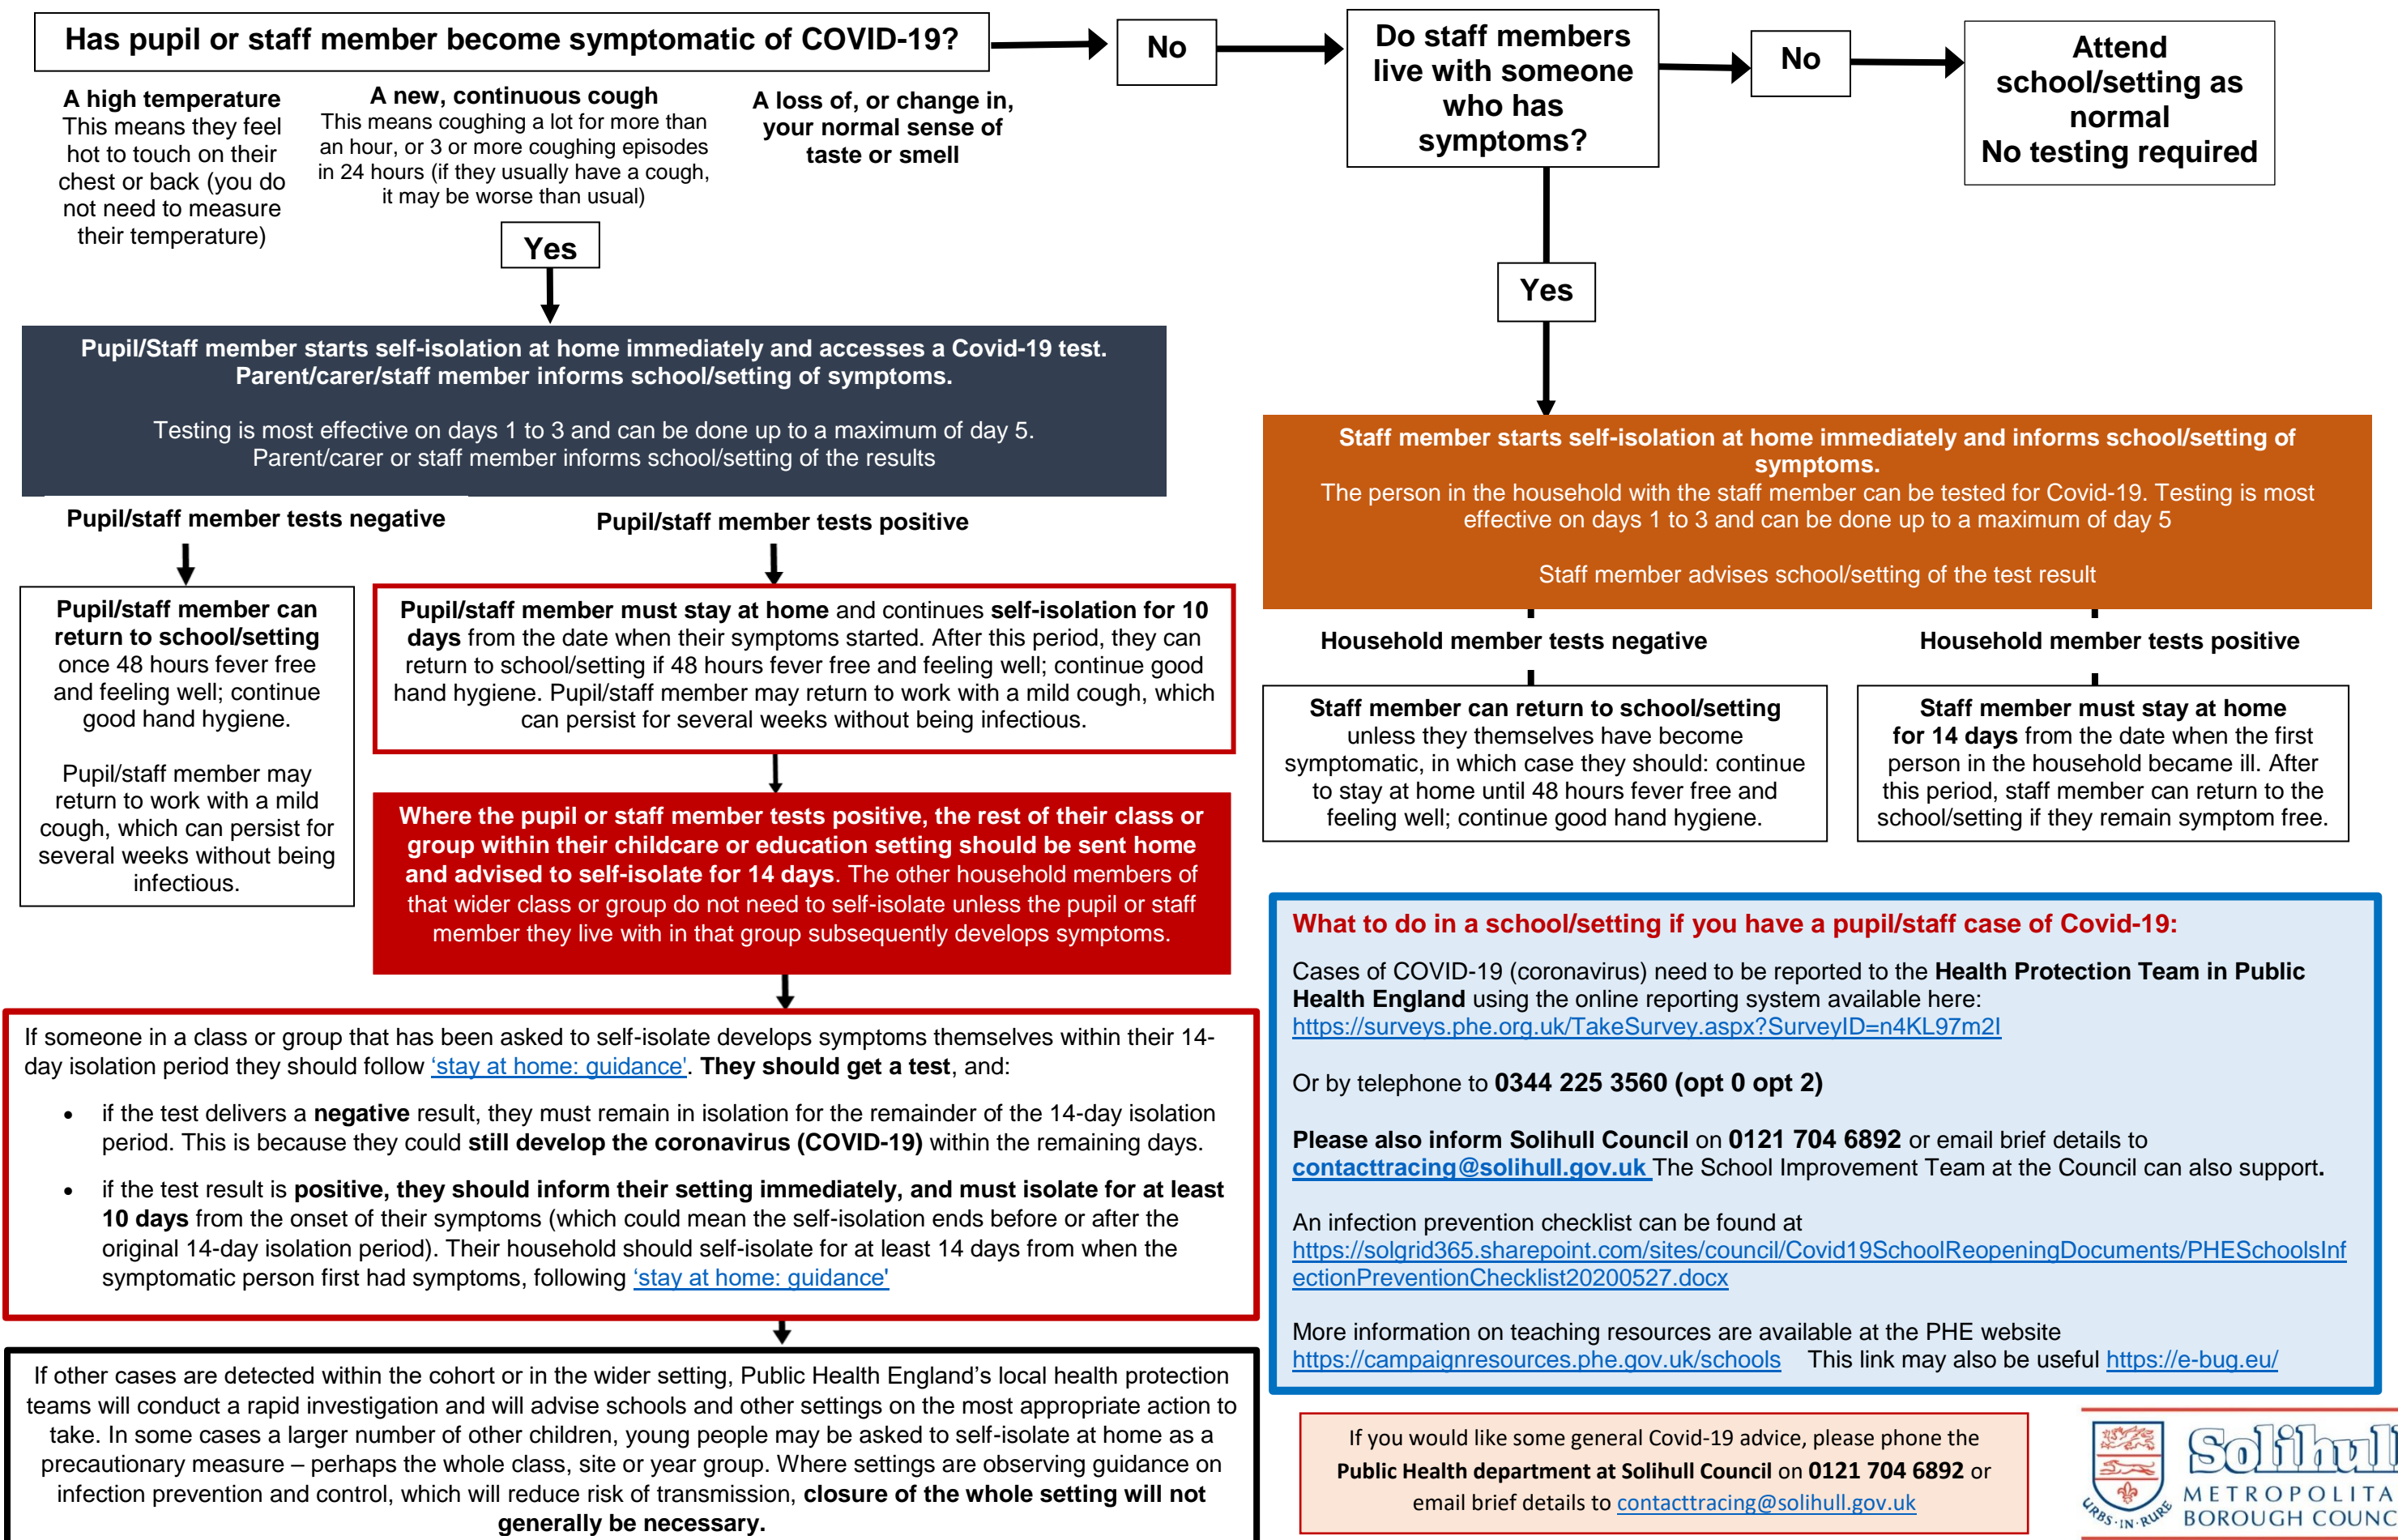 Has pupil or staff member become symptomatic of COVID-19?
No
Do staff members
live with someone
who has
symptoms?
No
Attend
school/setting as
normal
No testing required
A high temperature
This means they feel
hot to touch on their
chest or back (you do
not need to measure
their temperature)
A new, continuous cough
This means coughing a lot for more than
an hour, or 3 or more coughing episodes
in 24 hours (if they usually have a cough,
it may be worse than usual)
A loss of, or change in,
your normal sense of
taste or smell
Yes
Yes
Pupil/Staff member starts self-isolation at home immediately and accesses a Covid-19 test.
Parent/carer/staff member informs school/setting of symptoms.
Testing is most effective on days 1 to 3 and can be done up to a maximum of day 5.
Parent/carer or staff member informs school/setting of the results
Staff member starts self-isolation at home immediately and informs school/setting of
symptoms.
The person in the household with the staff member can be tested for Covid-19. Testing is most
effective on days 1 to 3 and can be done up to a maximum of day 5
Staff member advises school/setting of the test result
Pupil/staff member tests negative
Pupil/staff member tests positive
Pupil/staff member can
return to school/setting
once 48 hours fever free
and feeling well; continue
good hand hygiene.
Pupil/staff member may
return to work with a mild
cough, which can persist for
several weeks without being
infectious.
Pupil/staff member must stay at home and continues self-isolation for 10
days from the date when their symptoms started. After this period, they can
return to school/setting if 48 hours fever free and feeling well; continue good
hand hygiene. Pupil/staff member may return to work with a mild cough, which
can persist for several weeks without being infectious.
Where the pupil or staff member tests positive, the rest of their class or
group within their childcare or education setting should be sent home
and advised to self-isolate for 14 days. The other household members of
that wider class or group do not need to self-isolate unless the pupil or staff
member they live with in that group subsequently develops symptoms.
Household member tests negative
Household member tests positive
Staff member can return to school/setting
unless they themselves have become
symptomatic, in which case they should: continue
to stay at home until 48 hours fever free and
feeling well; continue good hand hygiene.
Staff member must stay at home
for 14 days from the date when the first
person in the household became ill. After
this period, staff member can return to the
school/setting if they remain symptom free.
If someone in a class or group that has been asked to self-isolate develops symptoms themselves within their 14-
day isolation period they should follow ‘stay at home: guidance’. They should get a test, and:
• if the test delivers a negative result, they must remain in isolation for the remainder of the 14-day isolation
period. This is because they could still develop the coronavirus (COVID-19) within the remaining days.
• if the test result is positive, they should inform their setting immediately, and must isolate for at least
10 days from the onset of their symptoms (which could mean the self-isolation ends before or after the
original 14-day isolation period). Their household should self-isolate for at least 14 days from when the
symptomatic person first had symptoms, following ‘stay at home: guidance'
If other cases are detected within the cohort or in the wider setting, Public Health England’s local health protection
teams will conduct a rapid investigation and will advise schools and other settings on the most appropriate action to
take. In some cases a larger number of other children, young people may be asked to self-isolate at home as a
precautionary measure – perhaps the whole class, site or year group. Where settings are observing guidance on
infection prevention and control, which will reduce risk of transmission, closure of the whole setting will not
generally be necessary.
What to do in a school/setting if you have a pupil/staff case of Covid-19:
Cases of COVID-19 (coronavirus) need to be reported to the Health Protection Team in Public
Health England using the online reporting system available here:
https://surveys.phe.org.uk/TakeSurvey.aspx?SurveyID=n4KL97m2I
Or by telephone to 0344 225 3560 (opt 0 opt 2)
Please also inform Solihull Council on 0121 704 6892 or email brief details to
contacttracing@solihull.gov.uk The School Improvement Team at the Council can also support.
An infection prevention checklist can be found at
https://solgrid365.sharepoint.com/sites/council/Covid19SchoolReopeningDocuments/PHESchoolsInf
ectionPreventionChecklist20200527.docx
More information on teaching resources are available at the PHE website
https://campaignresources.phe.gov.uk/schools This link may also be useful https://e-bug.eu/
If you would like some general Covid-19 advice, please phone the
Public Health department at Solihull Council on 0121 704 6892 or
email brief details to contacttracing@solihull.gov.uk
Solihull
METROPOLITA
BOROUGH COUNC
URBS·IN·RURE